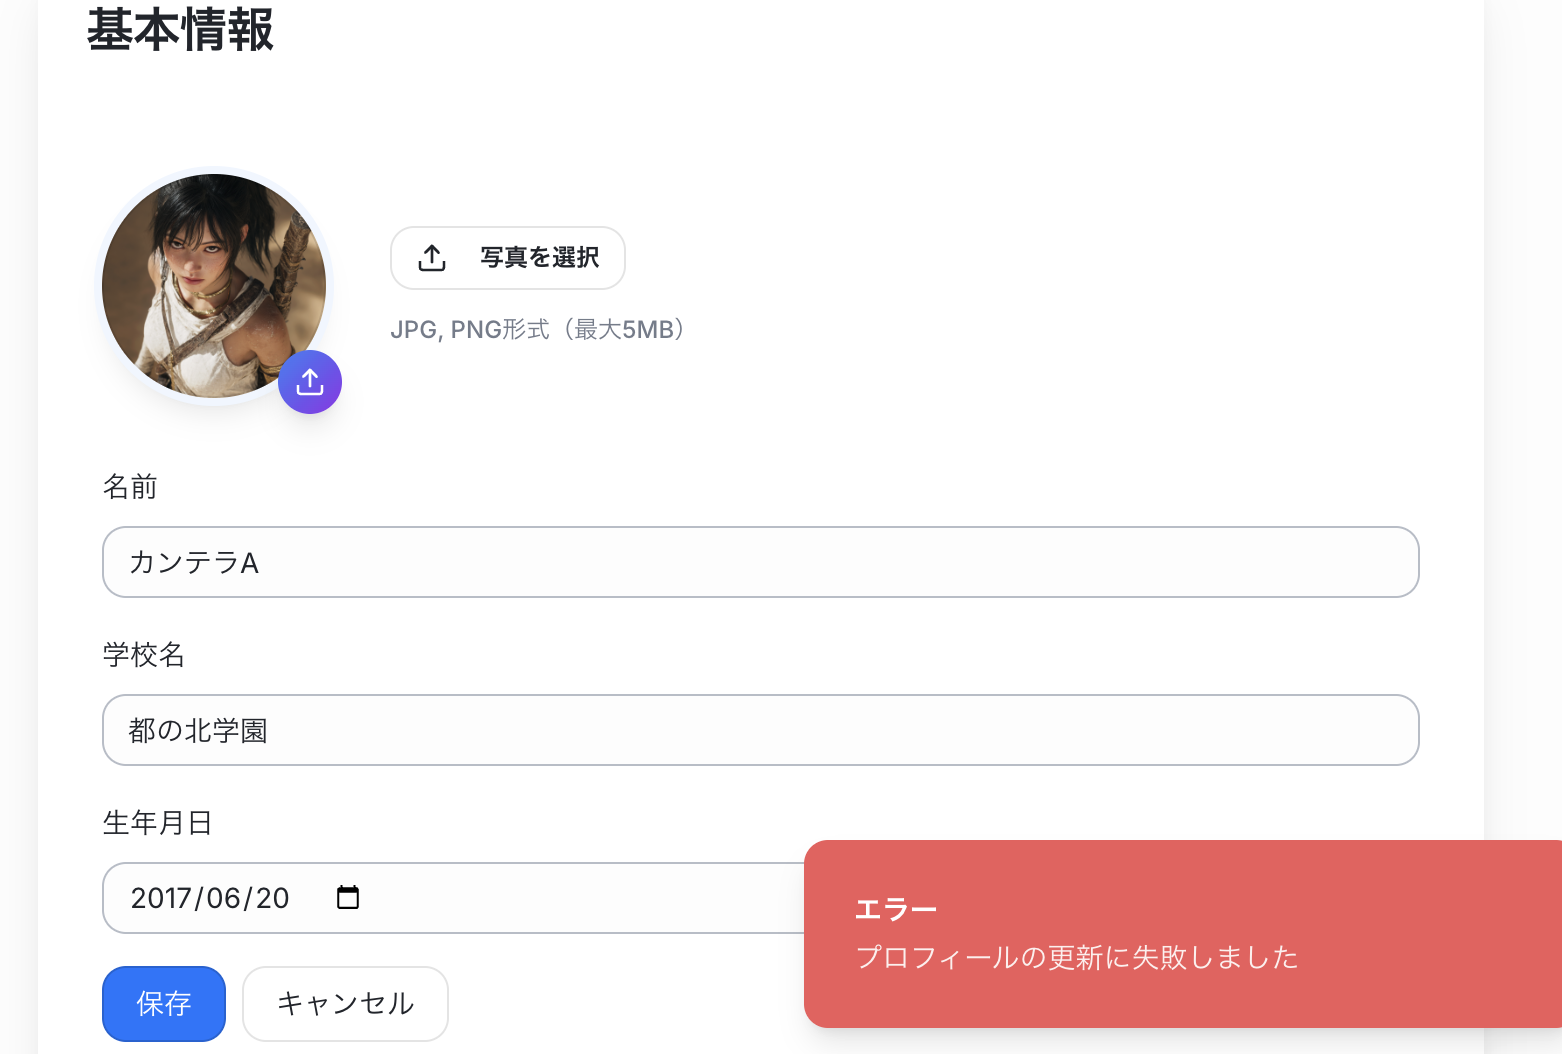 基本情報
写真を選択
JPG, PNG形式（最大5MB）
名前
カンテラA
学校名
都の北学園
生年月日
2017/06/20
エラー
プロフィールの更新に失敗しました
保存
キャンセル